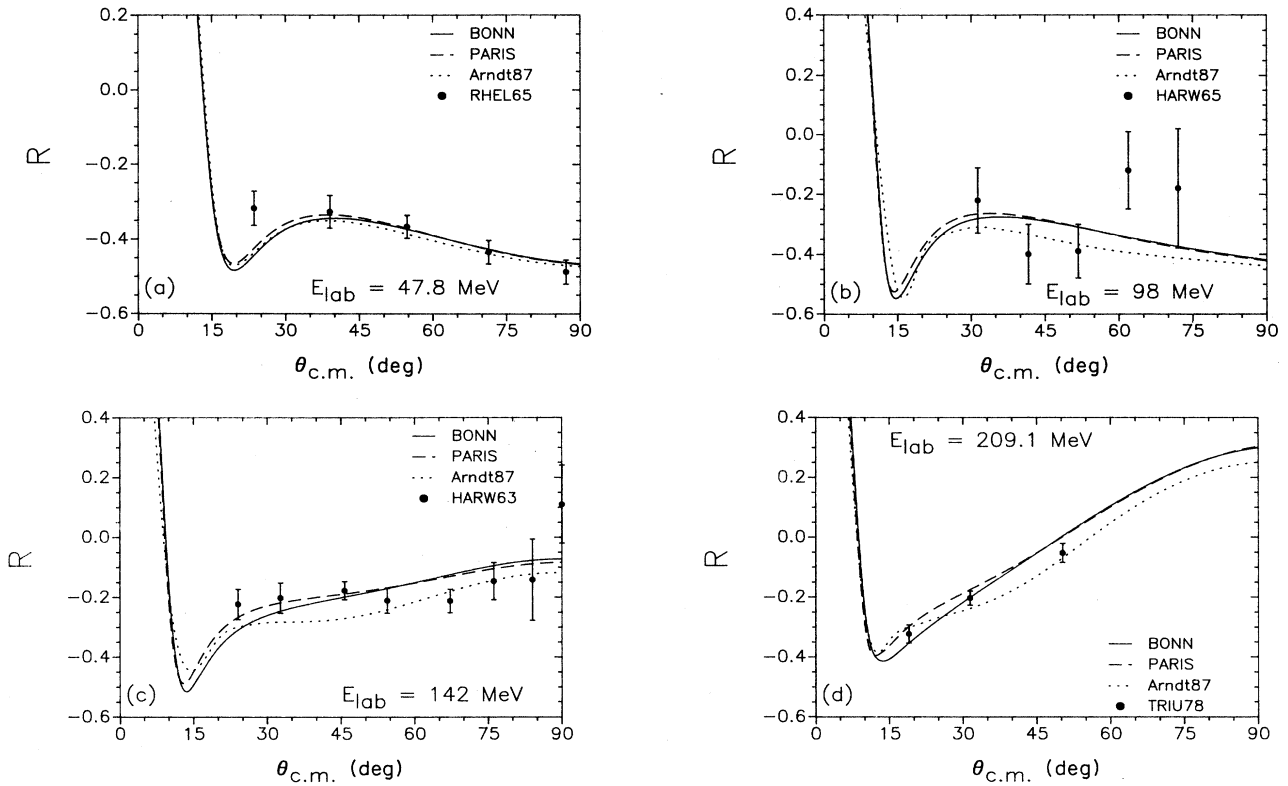 0.2
0.0
−0.2
−0.4
−0.6
R
BONN
PARIS
Arndt87
RHEL65
(a)
E_lab = 47.8 MeV
0 15 30 45 60 75 90
θ_c.m. (deg)
0.4
0.2
0.0
−0.2
−0.4
−0.6
R
BONN
PARIS
Arndt87
HARW65
(b)
E_lab = 98 MeV
0 15 30 45 60 75 90
θ_c.m. (deg)
0.4
0.2
0.0
−0.2
−0.4
−0.6
R
BONN
PARIS
Arndt87
HARW63
(c)
E_lab = 142 MeV
0 15 30 45 60 75 90
θ_c.m. (deg)
0.4
0.2
0.0
−0.2
−0.4
−0.6
R
E_lab = 209.1 MeV
BONN
PARIS
Arndt87
TRIU78
(d)
0 15 30 45 60 75 90
θ_c.m. (deg)